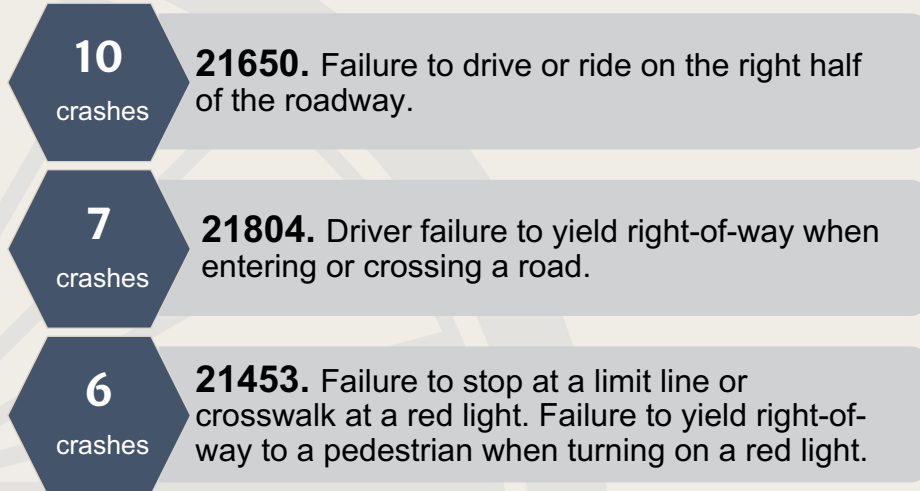 10
crashes
21650. Failure to drive or ride on the right half
of the roadway.
7
crashes
21804. Driver failure to yield right-of-way when
entering or crossing a road.
6
crashes
21453. Failure to stop at a limit line or
crosswalk at a red light. Failure to yield right-of-
way to a pedestrian when turning on a red light.